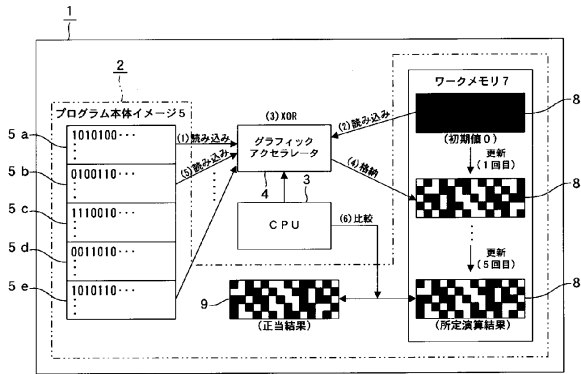 1
2
プログラム本体イメージ5
5a
1010100・・・
5b
0100110・・・
5c
1110010・・・
5d
0011010・・・
5e
1010110・・・
(1)読み込み
(5)読み込み
(3)XOR
グラフィック
アクセラレータ
4
3
CPU
(2)読み込み
(4)格納
(6)比較
9
(正当結果)
ワークメモリ7
8
(初期値0)
更新
(1回目)
8
更新
(5回目)
8
(所定演算結果)